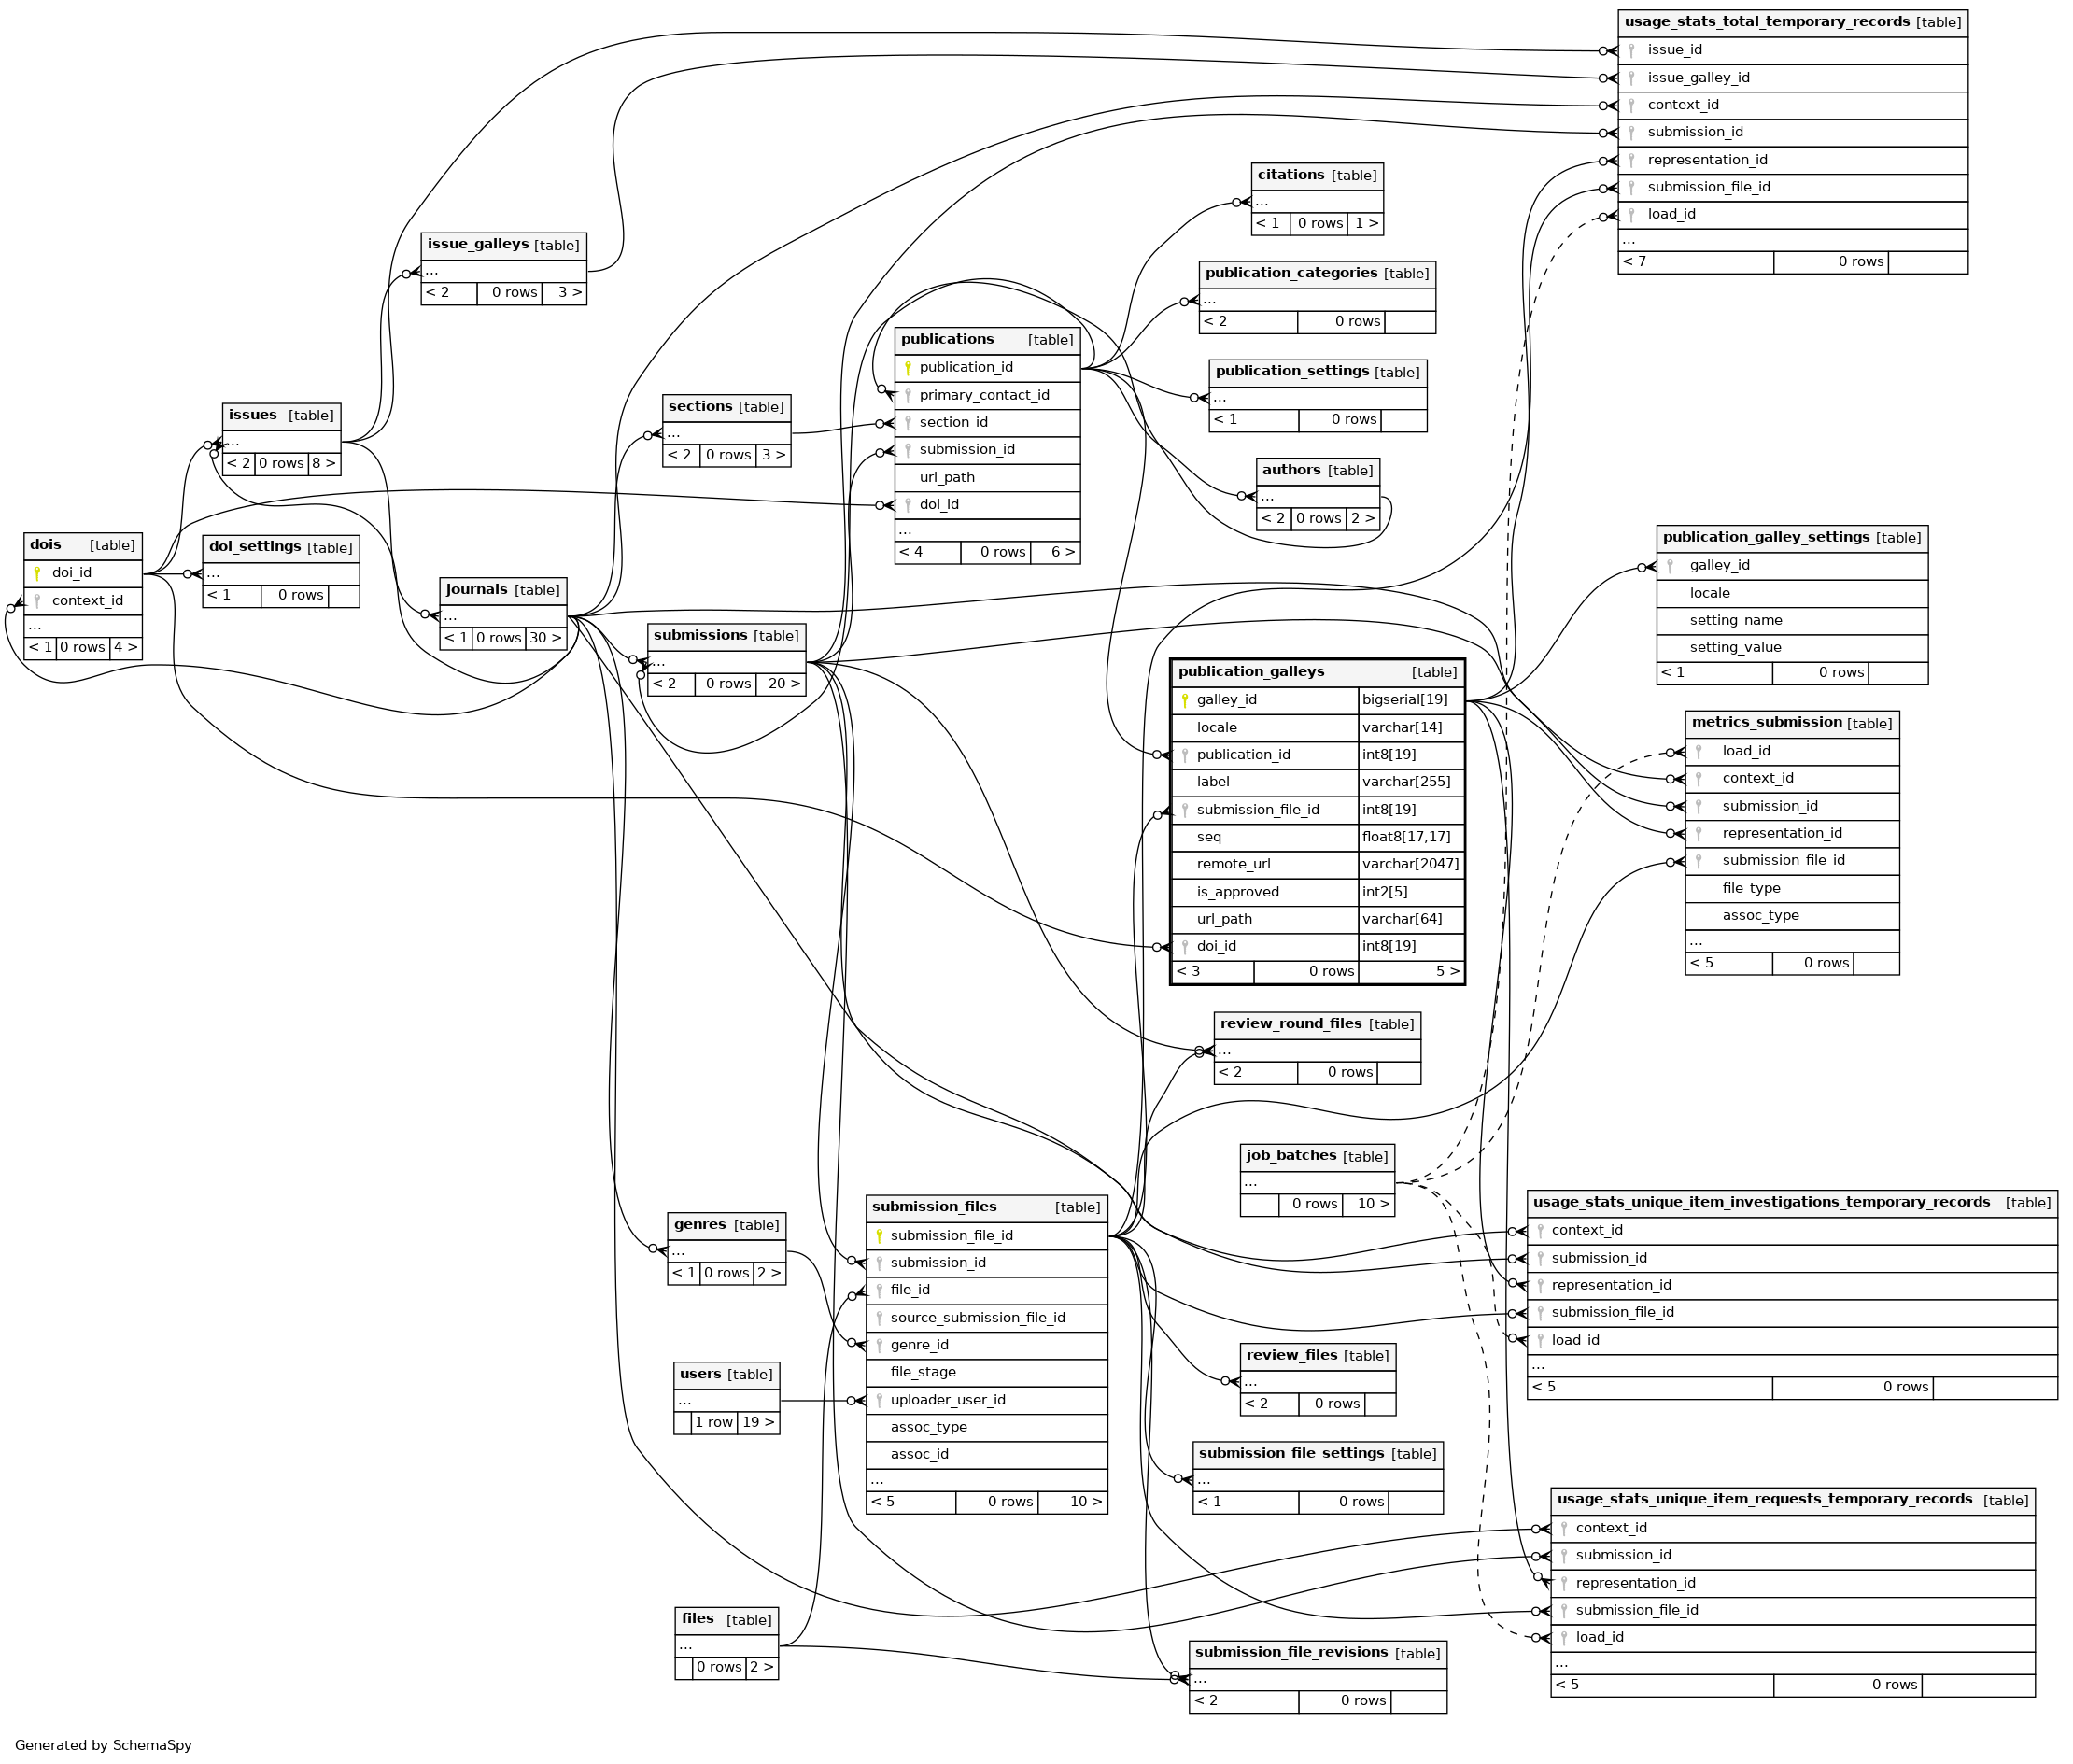 usage_stats_total_temporary_records [table]
issue_id
issue_galley_id
context_id
submission_id
representation_id
submission_file_id
load_id
...
< 7 0 rows
citations [table]
...
< 1 0 rows 1 >
issue_galleys [table]
...
< 2 0 rows 3 >
publication_categories [table]
...
< 2 0 rows
publications [table]
publication_id
primary_contact_id
section_id
submission_id
url_path
doi_id
...
< 4 0 rows 6 >
publication_settings [table]
...
< 1 0 rows
issues [table]
...
< 2 0 rows 8 >
sections [table]
...
< 2 0 rows 3 >
authors [table]
...
< 2 0 rows 2 >
dois [table]
doi_id
context_id
...
< 1 0 rows 4 >
doi_settings [table]
...
< 1 0 rows
journals [table]
...
< 1 0 rows 30 >
submissions [table]
...
< 2 0 rows 20 >
publication_galley_settings [table]
galley_id
locale
setting_name
setting_value
< 1 0 rows
publication_galleys [table]
galley_id bigserial[19]
locale varchar[14]
publication_id int8[19]
label varchar[255]
submission_file_id int8[19]
seq float8[17,17]
remote_url varchar[2047]
is_approved int2[5]
url_path varchar[64]
doi_id int8[19]
< 3 0 rows 5 >
metrics_submission [table]
load_id
context_id
submission_id
representation_id
submission_file_id
file_type
assoc_type
...
< 5 0 rows
review_round_files [table]
...
< 2 0 rows
job_batches [table]
...
0 rows 10 >
submission_files [table]
submission_file_id
submission_id
file_id
source_submission_file_id
genre_id
file_stage
uploader_user_id
assoc_type
assoc_id
...
< 5 0 rows 10 >
genres [table]
...
< 1 0 rows 2 >
usage_stats_unique_item_investigations_temporary_records [table]
context_id
submission_id
representation_id
submission_file_id
load_id
...
< 5 0 rows
users [table]
...
1 row 19 >
review_files [table]
...
< 2 0 rows
submission_file_settings [table]
...
< 1 0 rows
usage_stats_unique_item_requests_temporary_records [table]
context_id
submission_id
representation_id
submission_file_id
load_id
...
< 5 0 rows
files [table]
...
0 rows 2 >
submission_file_revisions [table]
...
< 2 0 rows
Generated by SchemaSpy